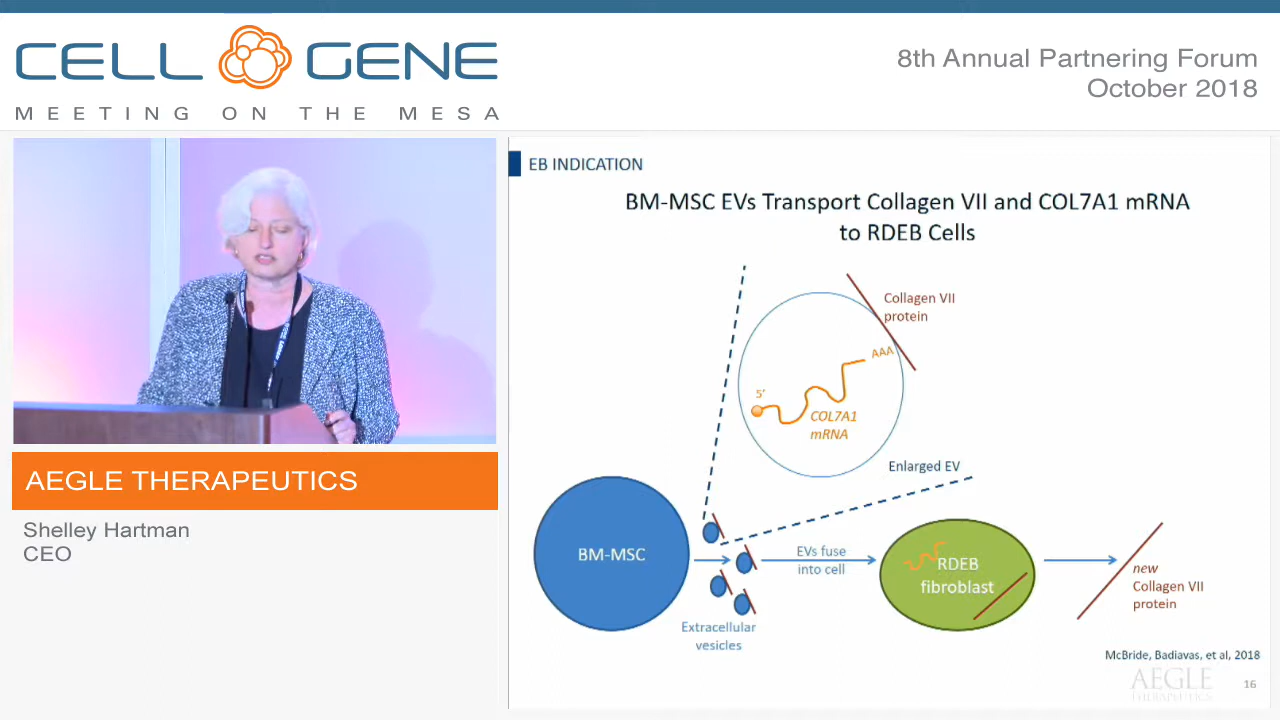 CELL GENE
MEETING ON THE MESA
8th Annual Partnering Forum
October 2018
EB INDICATION
BM-MSC EVs Transport Collagen VII and COL7A1 mRNA
to RDEB Cells
Collagen VII
protein
AAA
5'
COL7A1
mRNA
Enlarged EV
BM-MSC
EVs fuse
into cell
RDEB
fibroblast
new
Collagen VII
protein
Extracellular
vesicles
McBride, Badiavas, et al, 2018
AEGLE
THERAPEUTICS
16
AEGLE THERAPEUTICS
Shelley Hartman
CEO